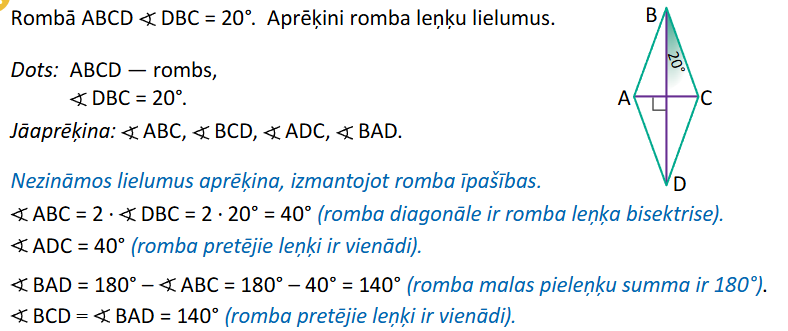 Rombā ABCD ∢ DBC = 20°. Aprēķini romba leņķu lielumus.
Dots: ABCD — rombs,
∢ DBC = 20°.
Jāaprēķina: ∢ ABC, ∢ BCD, ∢ ADC, ∢ BAD.
Nezināmos lielumus aprēķina, izmantojot romba īpašības.
∢ ABC = 2 · ∢ DBC = 2 · 20° = 40° (romba diagonāle ir romba leņķa bisektrise).
∢ ADC = 40° (romba pretējie leņķi ir vienādi).
∢ BAD = 180° – ∢ ABC = 180° – 40° = 140° (romba malas pieleņķu summa ir 180°).
∢ BCD = ∢ BAD = 140° (romba pretējie leņķi ir vienādi).
B
20°
A
C
D